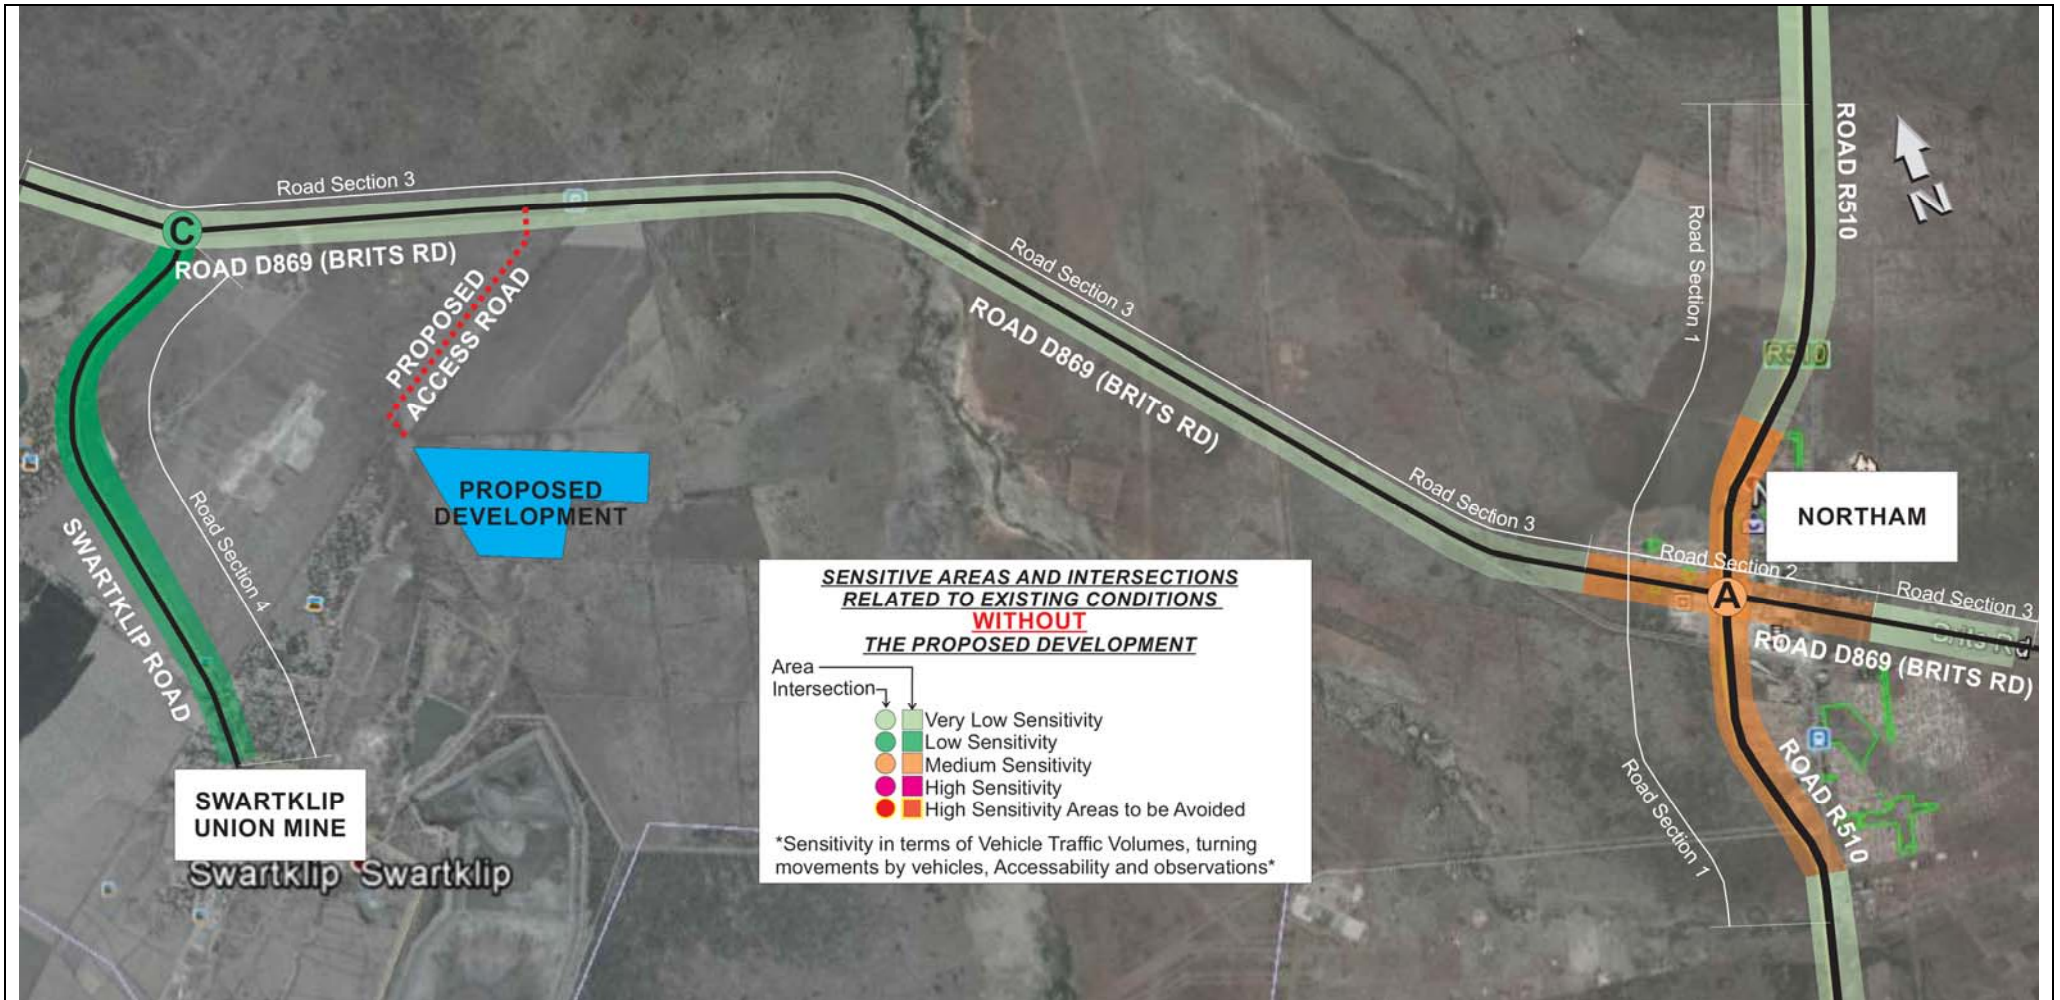 Road Section 3
C
ROAD D869 (BRITS RD)
PROPOSED
ACCESS ROAD
PROPOSED
DEVELOPMENT
SWARTKLIP ROAD
Road Section 4
SWARTKLIP
UNION MINE
Swartklip Swartklip
Road Section 3
ROAD D869 (BRITS RD)
Road Section 3
Road Section 1
ROAD R510
N
R510
NORTHAM
Road Section 2
A
Road Section 3
Brits Rd
ROAD D869 (BRITS RD)
ROAD R510
Road Section 1
SENSITIVE AREAS AND INTERSECTIONS
RELATED TO EXISTING CONDITIONS
WITHOUT
THE PROPOSED DEVELOPMENT
Area
Intersection
Very Low Sensitivity
Low Sensitivity
Medium Sensitivity
High Sensitivity
High Sensitivity Areas to be Avoided
*Sensitivity in terms of Vehicle Traffic Volumes, turning
movements by vehicles, Accessability and observations*